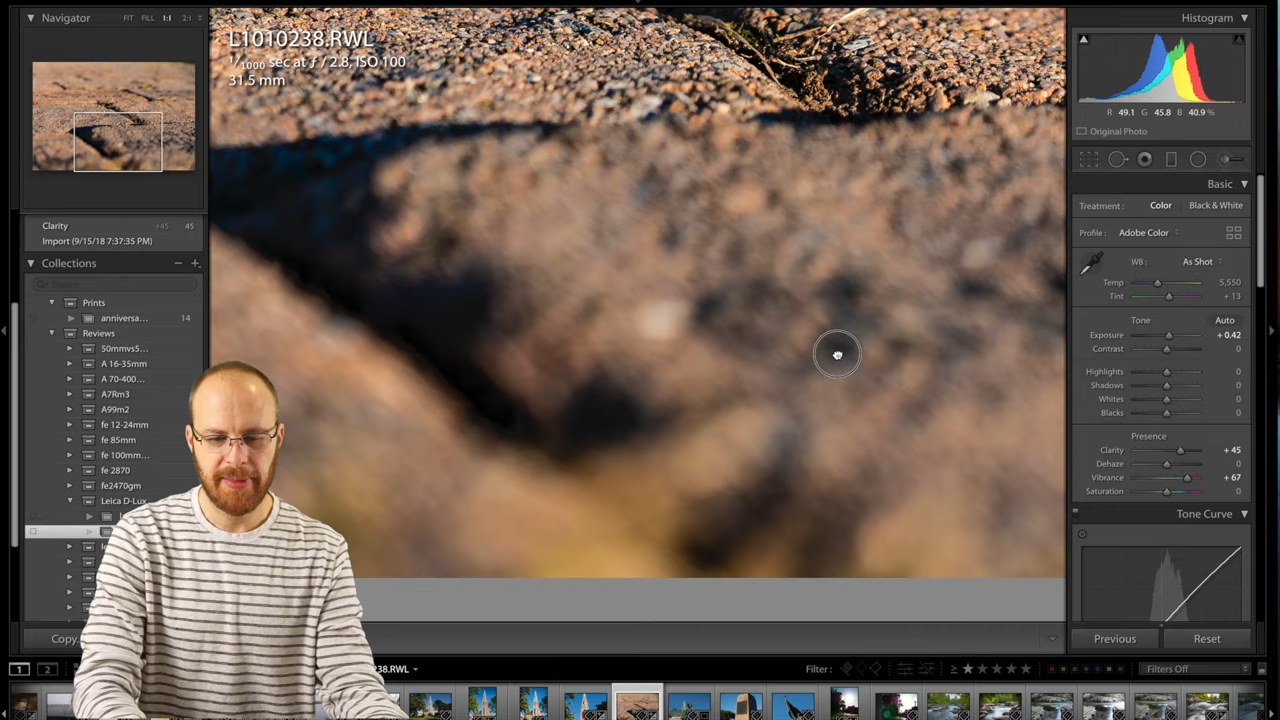 Navigator
FIT FILL 1:1 2:1
L1010238.RWL
1/1000 sec at f / 2.8, ISO 100
31.5 mm
Clarity +45 45
Import (9/15/18 7:37:35 PM)
Collections
Search
Prints
anniversa... 14
Reviews
50mmvs5...
A 16-35mm
A 70-400...
A7Rm3
A99m2
fe 12-24mm
fe 85mm
fe 100mm...
fe 2870
fe2470gm
Leica D-Lux
Copy
Histogram
R 49.1 G 45.8 B 40.9 %
Original Photo
Basic
Treatment : Color Black & White
Profile : Adobe Color
WB : As Shot
Temp 5,550
Tint + 13
Tone Auto
Exposure + 0.42
Contrast 0
Highlights 0
Shadows 0
Whites 0
Blacks 0
Presence
Clarity + 45
Dehaze 0
Vibrance + 67
Saturation 0
Tone Curve
Previous Reset
1 2 38.RWL Filter : ≥ Filters Off